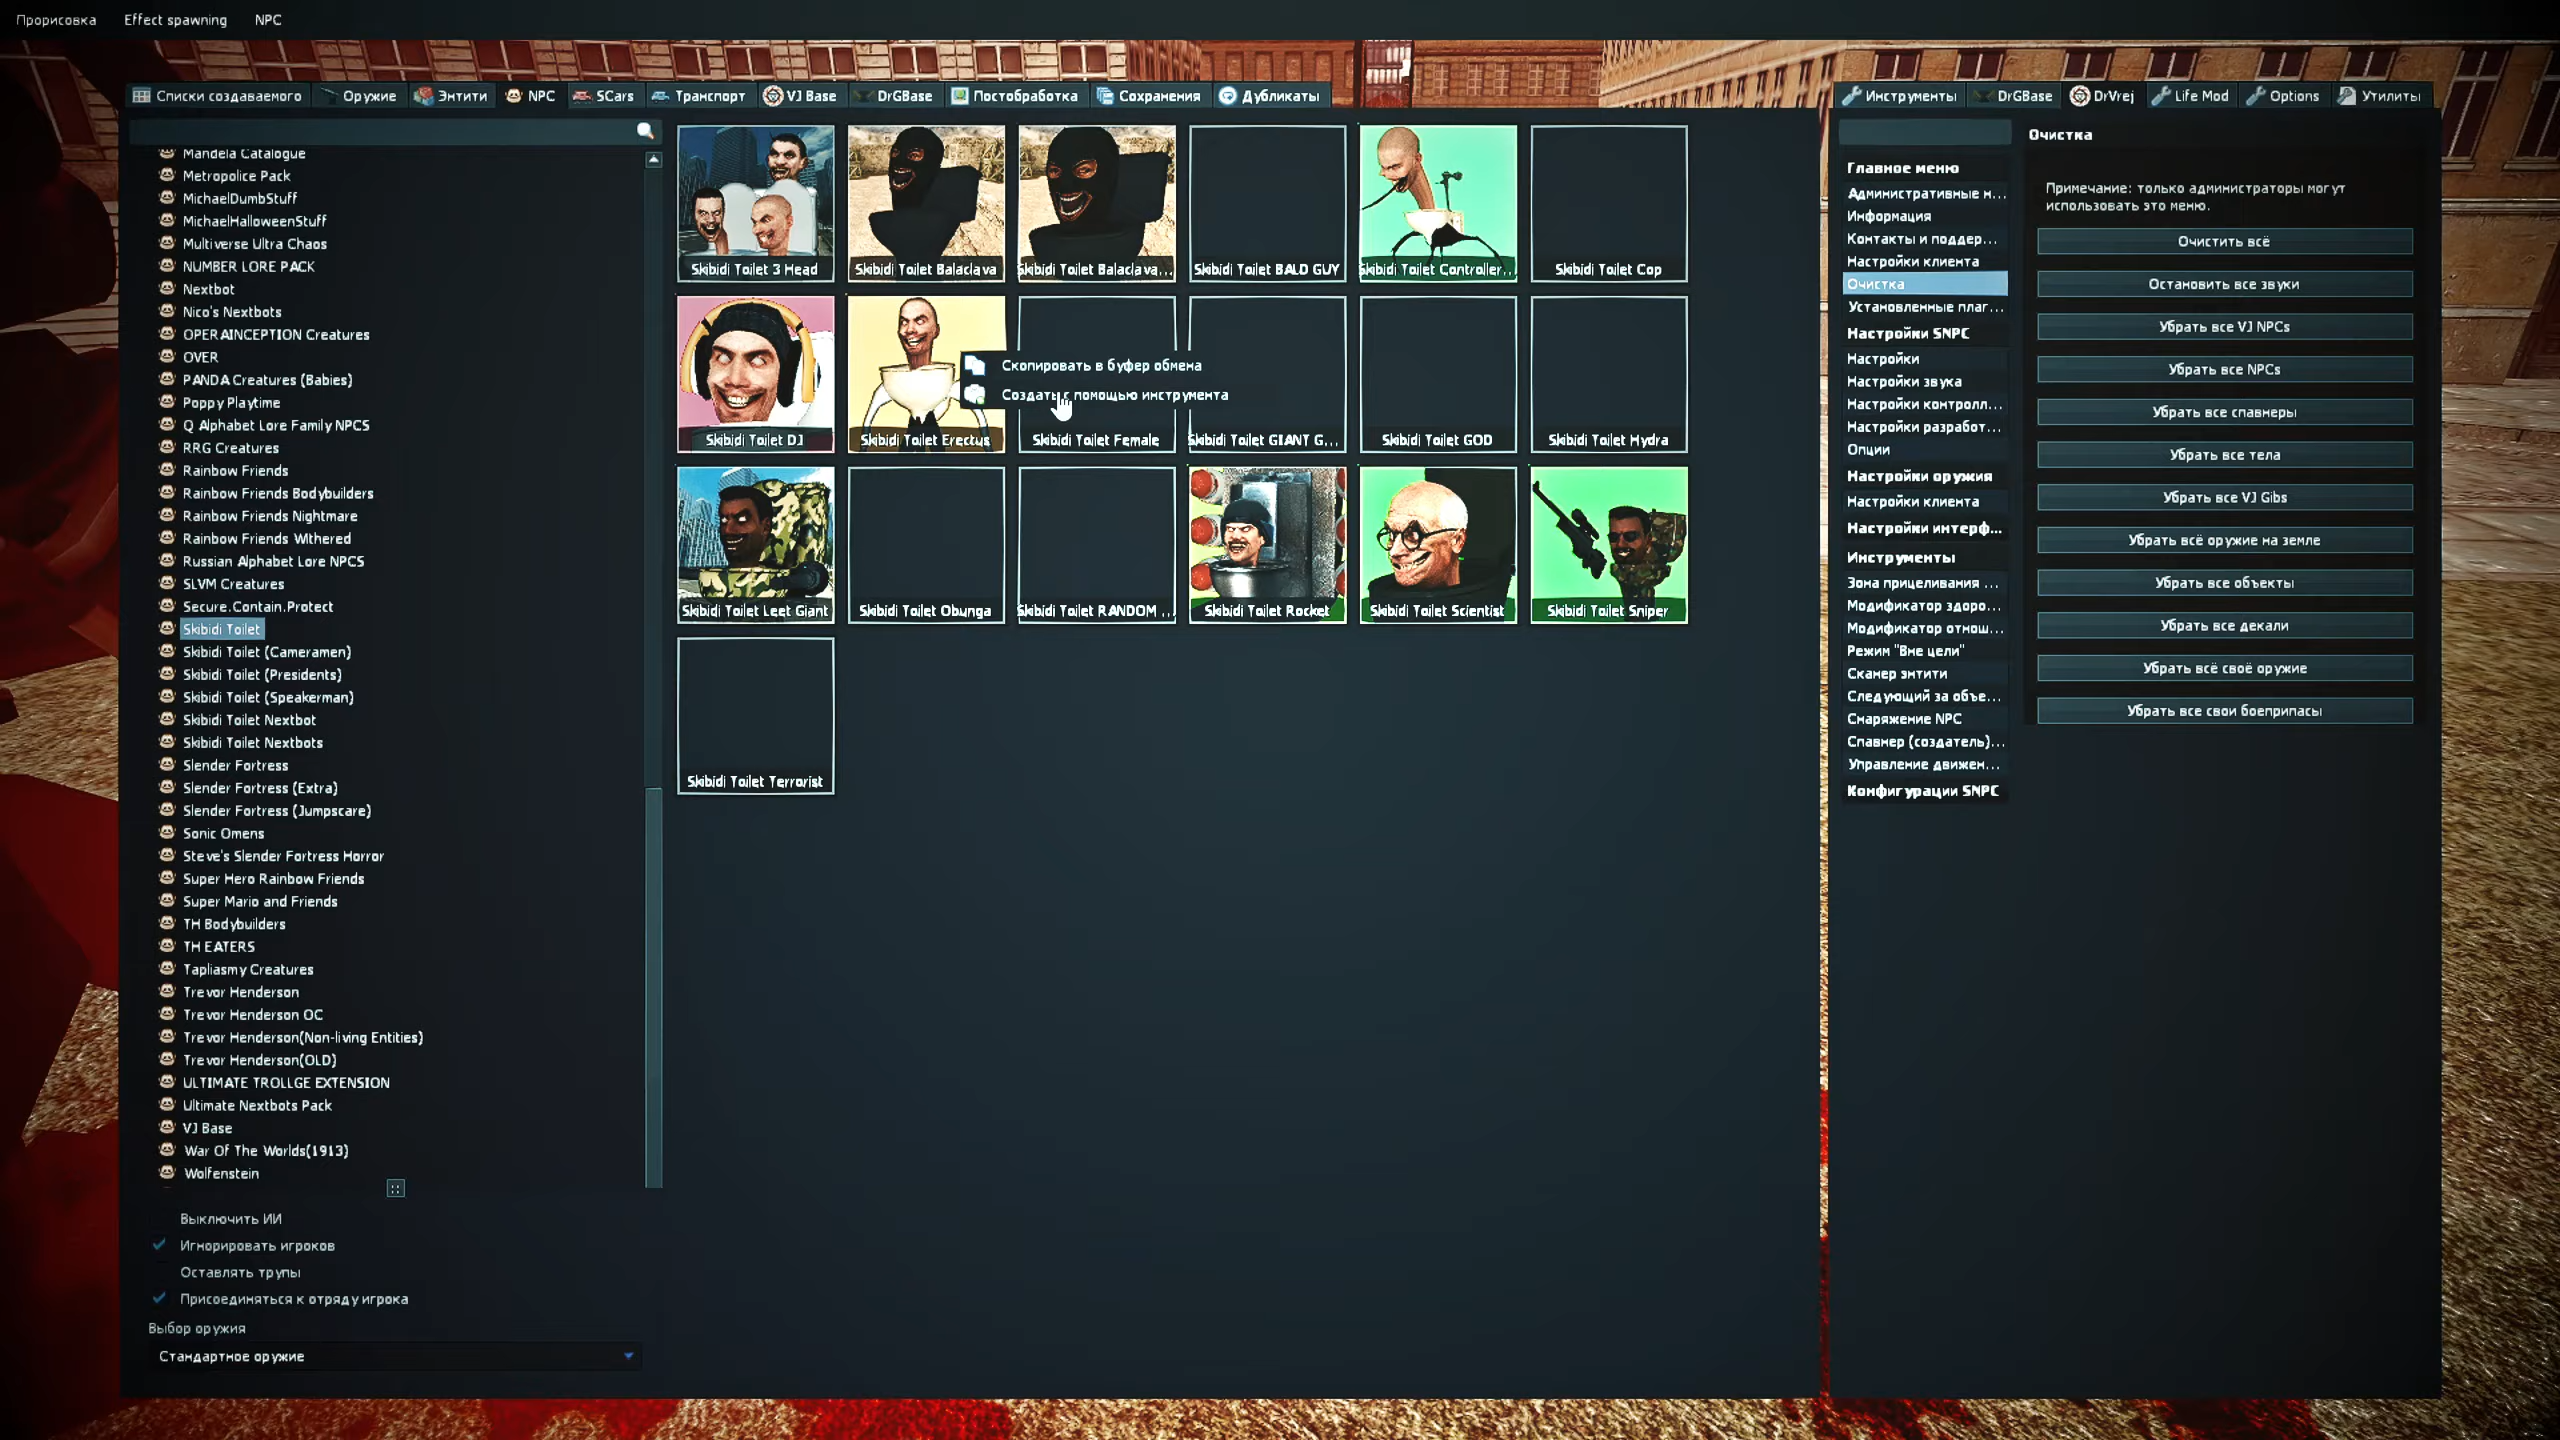 Прорисовка Effect spawning NPC
Списки создаваемого Оружие Энтити NPC SCars Транспорт VJ Base DrGBase Постобработка Сохранения Дубликаты
Mandela Catalogue
Metropolice Pack
MichaelDumbStuff
MichaelHalloweenStuff
Multiverse Ultra Chaos
NUMBER LORE PACK
Nextbot
Nico's Nextbots
OPERAINCEPTION Creatures
OVER
PANDA Creatures (Babies)
Poppy Playtime
Q Alphabet Lore Family NPCS
RRG Creatures
Rainbow Friends
Rainbow Friends Bodybuilders
Rainbow Friends Nightmare
Rainbow Friends Withered
Russian Alphabet Lore NPCS
SLVM Creatures
Secure.Contain.Protect
Skibidi Toilet
Skibidi Toilet (Cameramen)
Skibidi Toilet (Presidents)
Skibidi Toilet (Speakerman)
Skibidi Toilet Nextbot
Skibidi Toilet Nextbots
Slender Fortress
Slender Fortress (Extra)
Slender Fortress (Jumpscare)
Sonic Omens
Steve's Slender Fortress Horror
Super Hero Rainbow Friends
Super Mario and Friends
TH Bodybuilders
TH EATERS
Tapliasmy Creatures
Trevor Henderson
Trevor Henderson OC
Trevor Henderson(Non-living Entities)
Trevor Henderson(OLD)
ULTIMATE TROLLGE EXTENSION
Ultimate Nextbots Pack
VJ Base
War Of The Worlds(1913)
Wolfenstein
Выключить ИИ
Игнорировать игроков
Оставлять трупы
Присоединяться к отряду игрока
Выбор оружия
Стандартное оружие
Skibidi Toilet 3 Head
Skibidi Toilet Balaclava
Skibidi Toilet Balaclava...
Skibidi Toilet BALD GUY
Skibidi Toilet Controller...
Skibidi Toilet Cop
Skibidi Toilet DJ
Skibidi Toilet Erectus
Skibidi Toilet Female
Skibidi Toilet GIANT G...
Skibidi Toilet GOD
Skibidi Toilet Hydra
Скопировать в буфер обмена
Создать с помощью инструмента
Skibidi Toilet Leet Giant
Skibidi Toilet Obunga
Skibidi Toilet RANDOM ...
Skibidi Toilet Rocket
Skibidi Toilet Scientist
Skibidi Toilet Sniper
Skibidi Toilet Terrorist
Инструменты DrGBase DrVrej Life Mod Options Утилиты
Главное меню
Административные н...
Информация
Контакты и поддер...
Настройки клиента
Очистка
Установленные плаг...
Настройки SNPC
Настройки
Настройки звука
Настройки контролл...
Настройки разработ...
Опции
Настройки оружия
Настройки клиента
Настройки интерф...
Инструменты
Зона прицеливания ...
Модификатор здоро...
Модификатор отнош...
Режим "Вне цели"
Сканер энтити
Следующий за объе...
Снаряжение NPC
Спавнер (создатель)...
Управление движен...
Конфигурации SNPC
Очистка
Примечание: только администраторы могут
использовать это меню.
Очистить всё
Остановить все звуки
Убрать все VJ NPCs
Убрать все NPCs
Убрать все спавнеры
Убрать все тела
Убрать все VJ Gibs
Убрать всё оружие на земле
Убрать все объекты
Убрать все декали
Убрать всё своё оружие
Убрать все свои боеприпасы